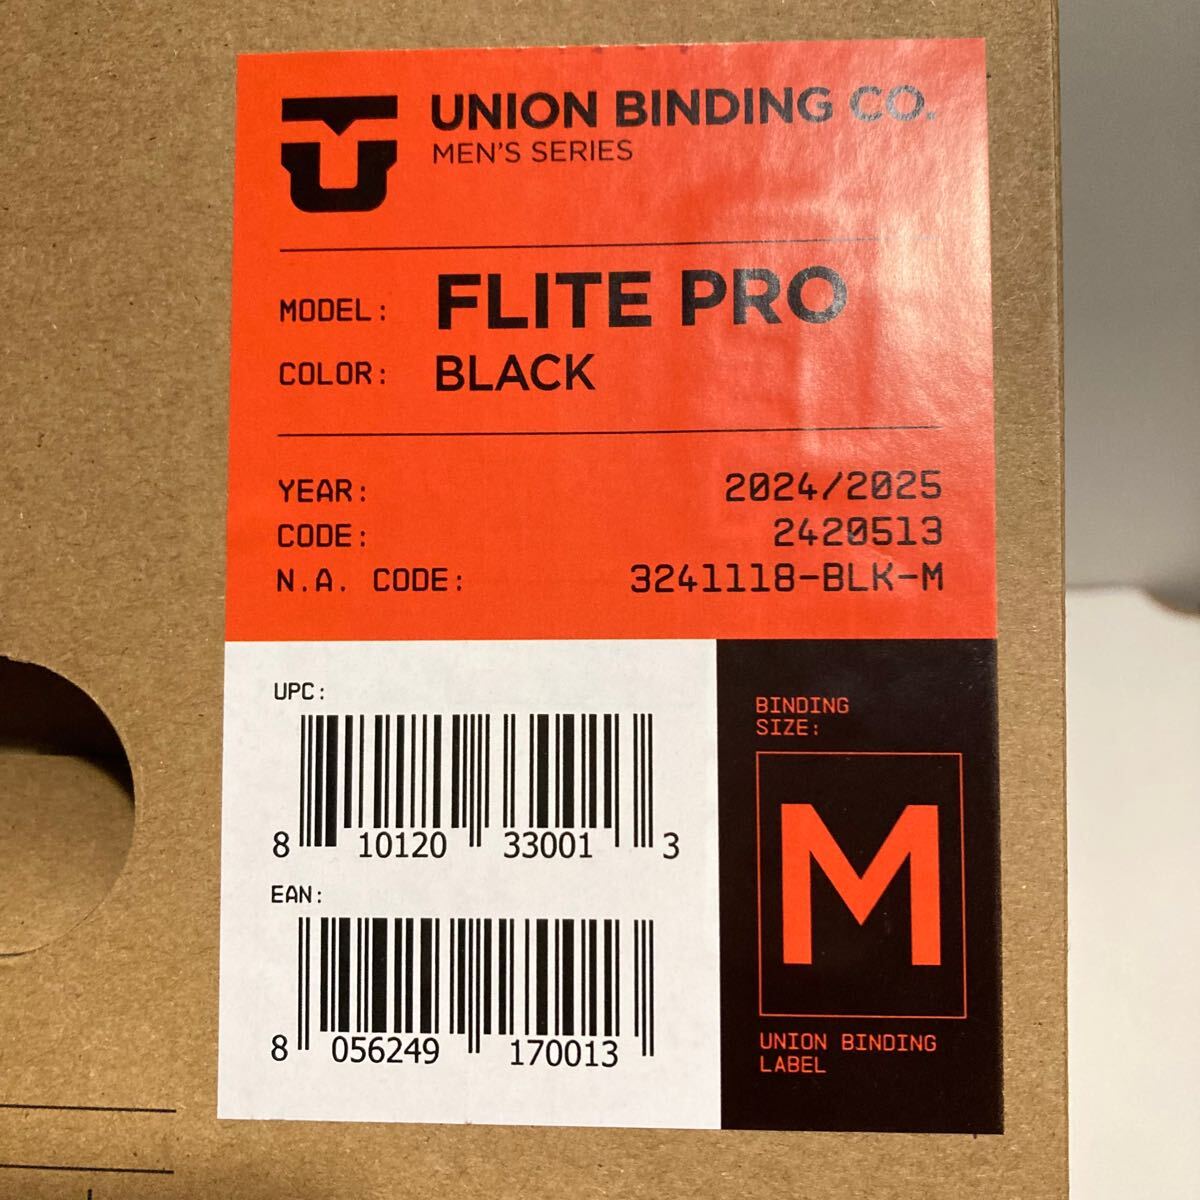 UNION BINDING CO.
MEN'S SERIES
MODEL: FLITE PRO
COLOR: BLACK
YEAR: 2024/2025
CODE: 2420513
N.A. CODE: 3241118-BLK-M
UPC:
8 10120 33001 3
EAN:
8 056249 170013
BINDING
SIZE:
M
UNION BINDING
LABEL